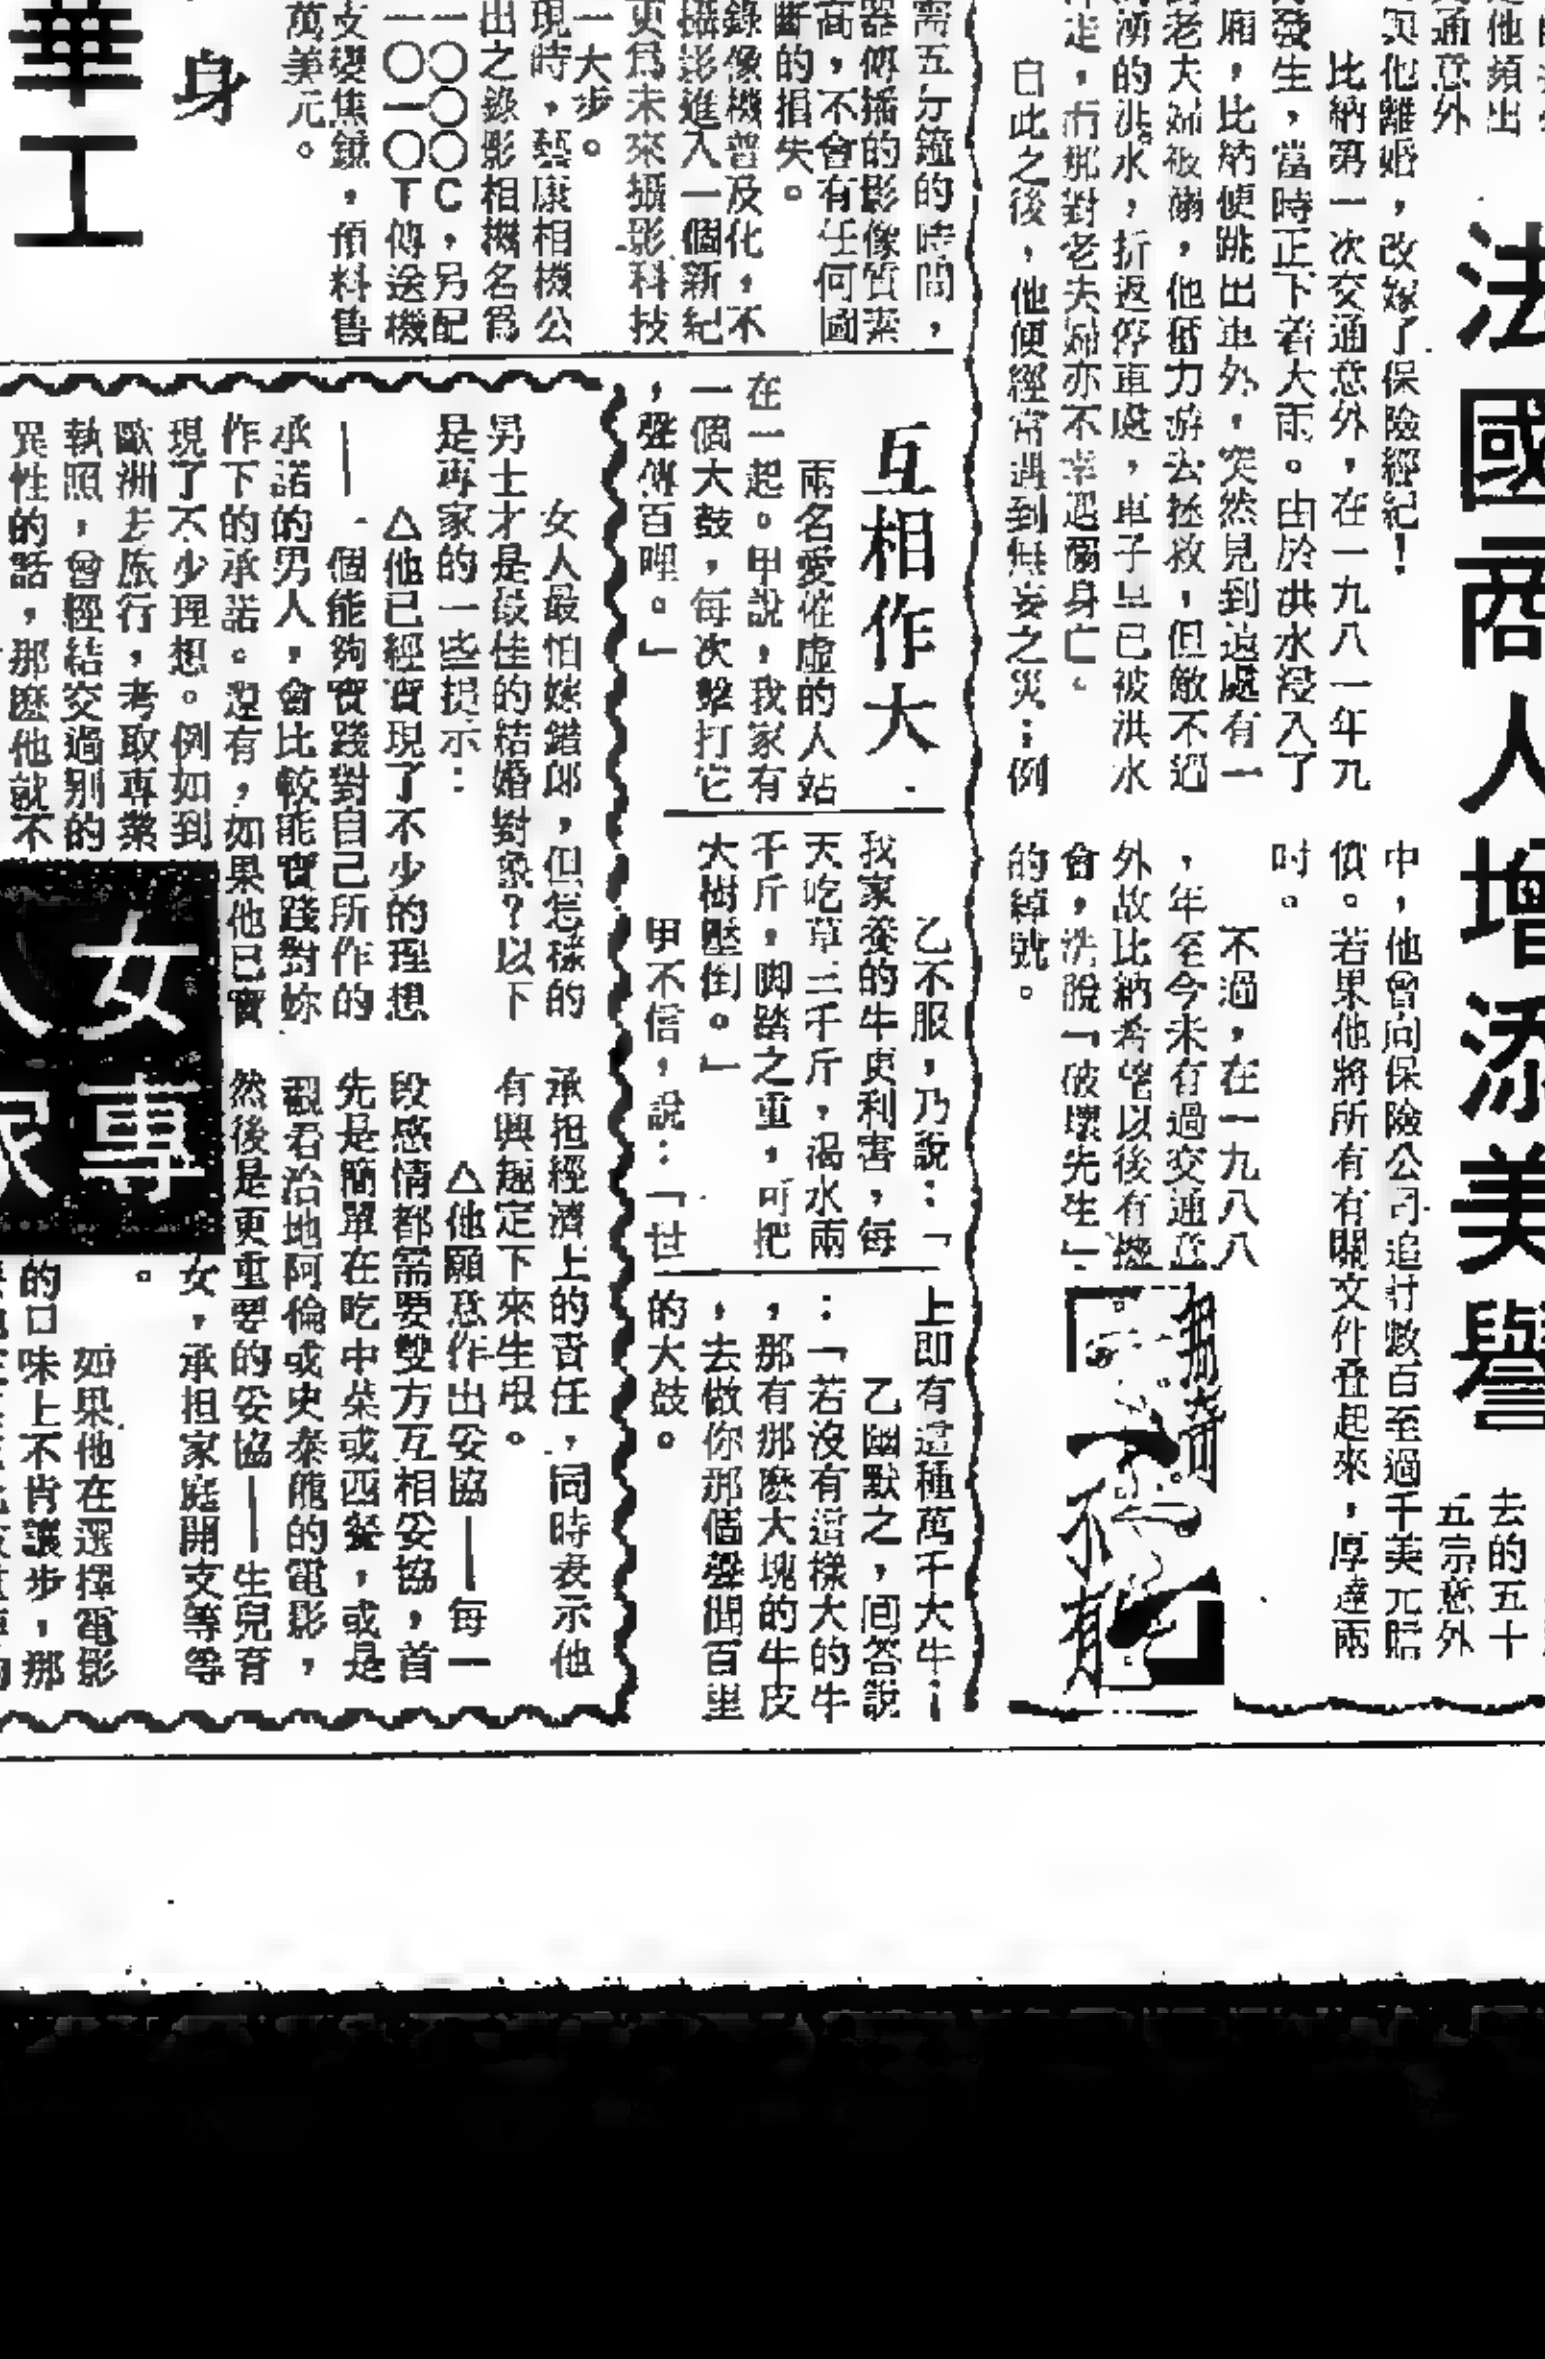 法國商人增添美譽
去的五十
五宗意外
與他離婚，改嫁了保險經紀！
比納第一次交通意外，在一九八一年九
發生，當時正下著大雨。由於洪水浸入了
廂，比納便跳出車外，突然見到遠處有一
老夫婦被溺，他奮力游去拯救，但敵不過
湧的洪水，折返停車處，車子早已被洪水
走，而那對老夫婦亦不幸遇溺身亡。
自此之後，他便經常遇到無妄之災；例
中，他曾向保險公司追討數百至過千美元賠
償。若果他將所有有關文件叠起來，厚達兩
吋。
不過，在一九八八
，年至今未有過交通意
外故比納希望以後有機
會，洗脫「破壞先生」
的綽號。
無奇不有
需五分鐘的時間，
器傳播的影像質素
高，不會有任何圖
斷的損失。
錄像機普及化，不
攝影進入一個新紀
更爲未來攝影科技
一大步。
現時，藝康相機公
出之錄影相機名爲
一〇〇〇C，另配
一〇一〇T傳送機
支變焦鏡，預料售
萬美元。
身
華工
互相作大
兩名愛催虛的人站
在一起。甲說，我家有
一個大鼓，每次擊打它
，聲傳百哩。」
乙不服，乃說：「
我家養的牛更利害，每
天吃草三千斤，渴水兩
千斤，脚踏之重，可把
大樹壓倒。」
甲不信，說：「世
上即有這種萬千大牛！
乙幽默之，回答說
：「若沒有這樣大的牛
，那有那麽大塊的牛皮
，去做你那個聲聞百里
的大鼓。
女人最怕嫁錯郎，但怎樣的
男士才是最佳的結婚對象？以下
是專家的一些提示：
△他已經實現了不少的理想
——一個能夠實踐對自己所作的
承諾的男人，會比較能實踐對妳
作下的承諾。還有，如果他已實
現了不少理想。例如到
歐洲去旅行，考取專業
執照，曾經結交過別的
異性的話，那麽他就不
女專
人家
承担經濟上的責任，同時表示他
有興趣定下來生根。
△他願意作出妥協——每一
段感情都需要雙方互相妥協，首
先是簡單在吃中菜或西餐，或是
觀看洽地阿倫或史泰龍的電影，
然後是更重要的妥協——生兒育
女，承担家庭開支等等
。
如果他在選擇電影
的口味上不肯讓步，那